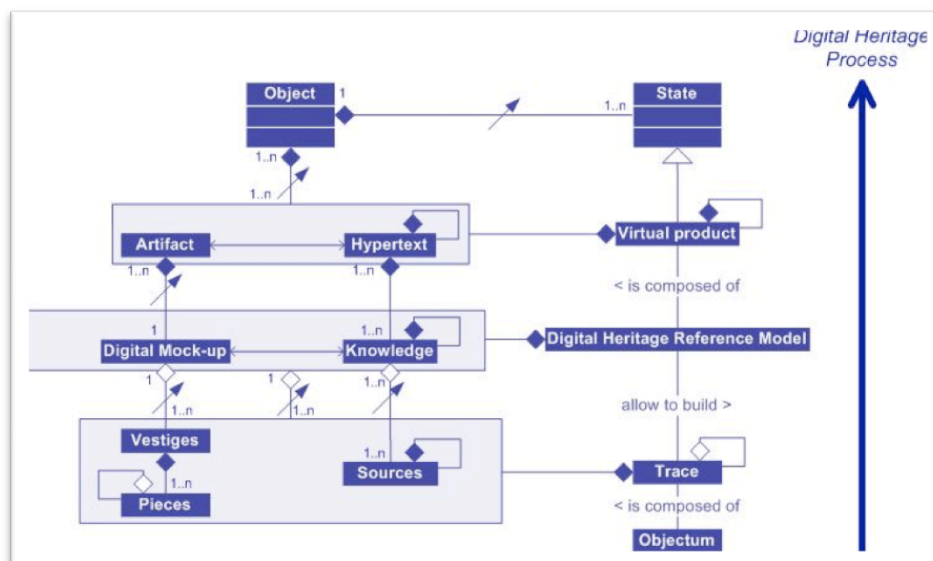 Digital Heritage
Process
Object
1
State
1..n
1..n
1..n
Artifact
Hypertext
Virtual product
1..n
1..n
< is composed of
1
1..n
Digital Mock-up
Knowledge
Digital Heritage Reference Model
1
1
1..n
1..n
1..n
allow to build >
Vestiges
1..n
1..n
Sources
Trace
Pieces
< is composed of
Objectum